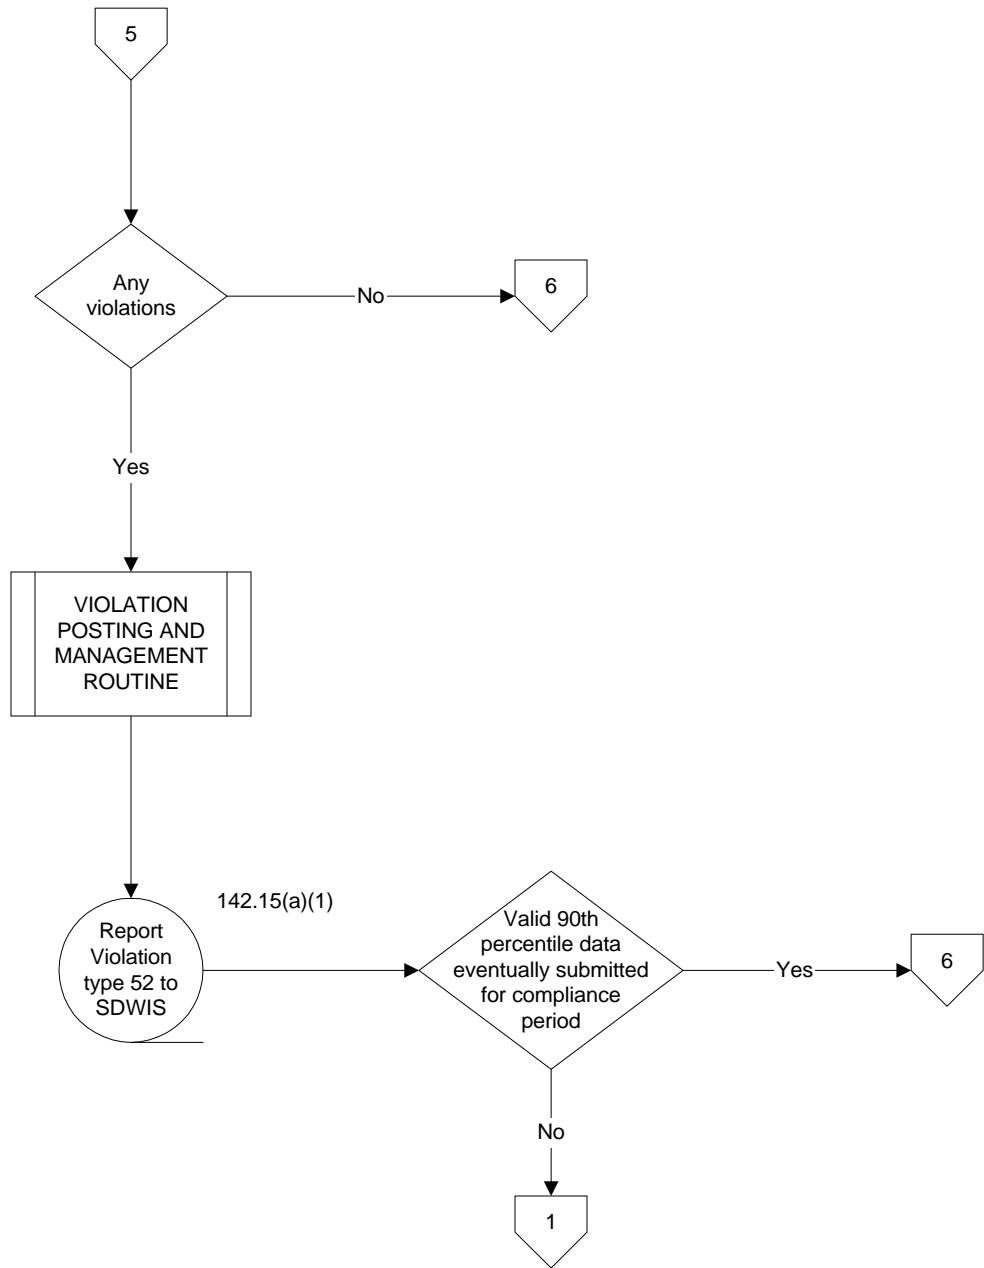 5
Any
violations
No
6
Yes
VIOLATION
POSTING AND
MANAGEMENT
ROUTINE
142.15(a)(1)
Report
Violation
type 52 to
SDWIS
Valid 90th
percentile data
eventually submitted
for compliance
period
Yes
6
No
1